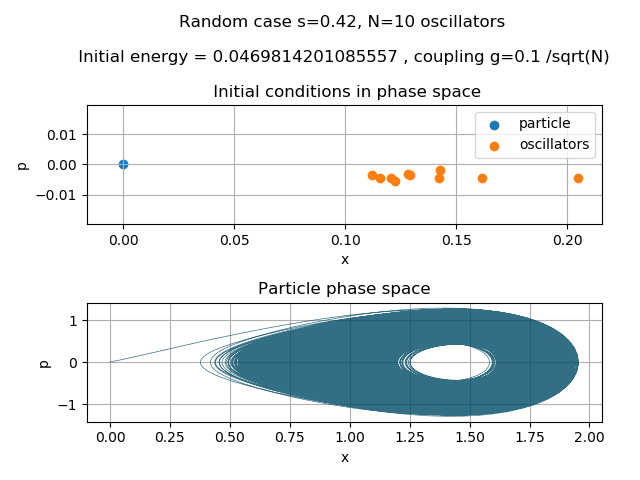 Random case s=0.42, N=10 oscillators
Initial energy = 0.0469814201085557 , coupling g=0.1 /sqrt(N)
Initial conditions in phase space
particle
oscillators
p
0.01
0.00
−0.01
0.00 0.05 0.10 0.15 0.20
x
Particle phase space
p
1
0
−1
0.00 0.25 0.50 0.75 1.00 1.25 1.50 1.75 2.00
x